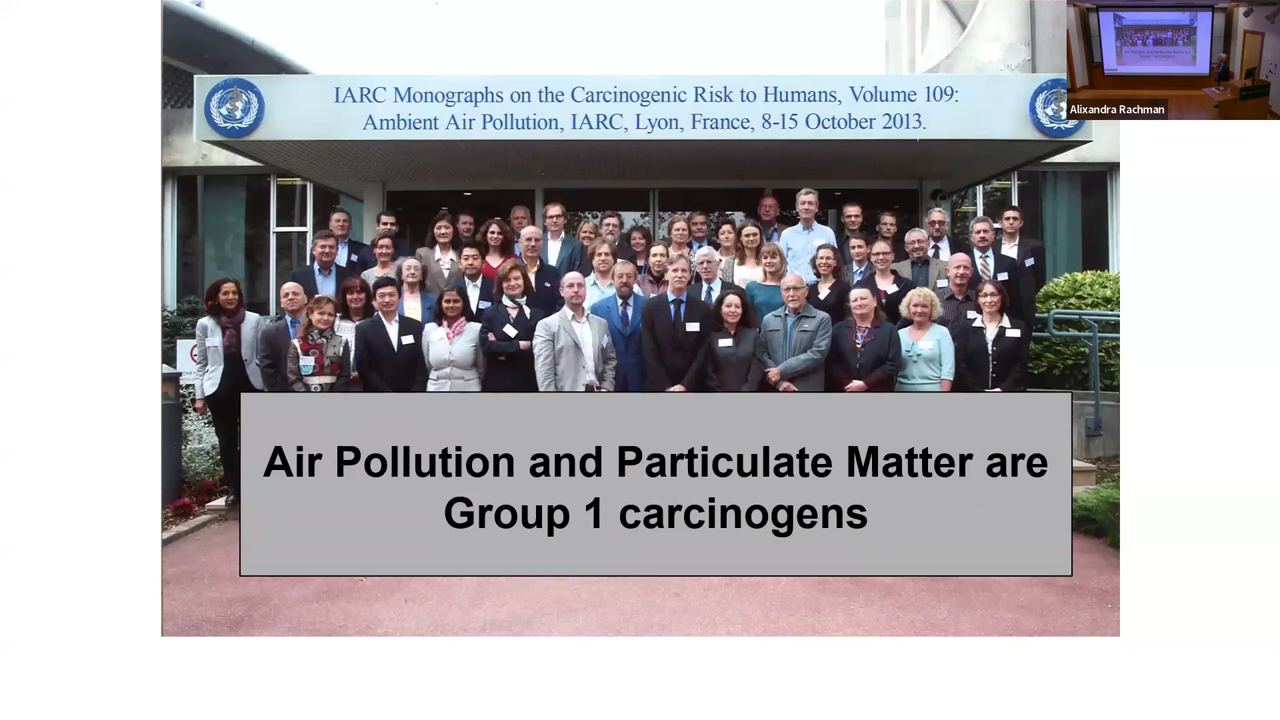 IARC Monographs on the Carcinogenic Risk to Humans, Volume 109:
Ambient Air Pollution, IARC, Lyon, France, 8-15 October 2013.
Alixandra Rachman
Air Pollution and Particulate Matter are
Group 1 carcinogens